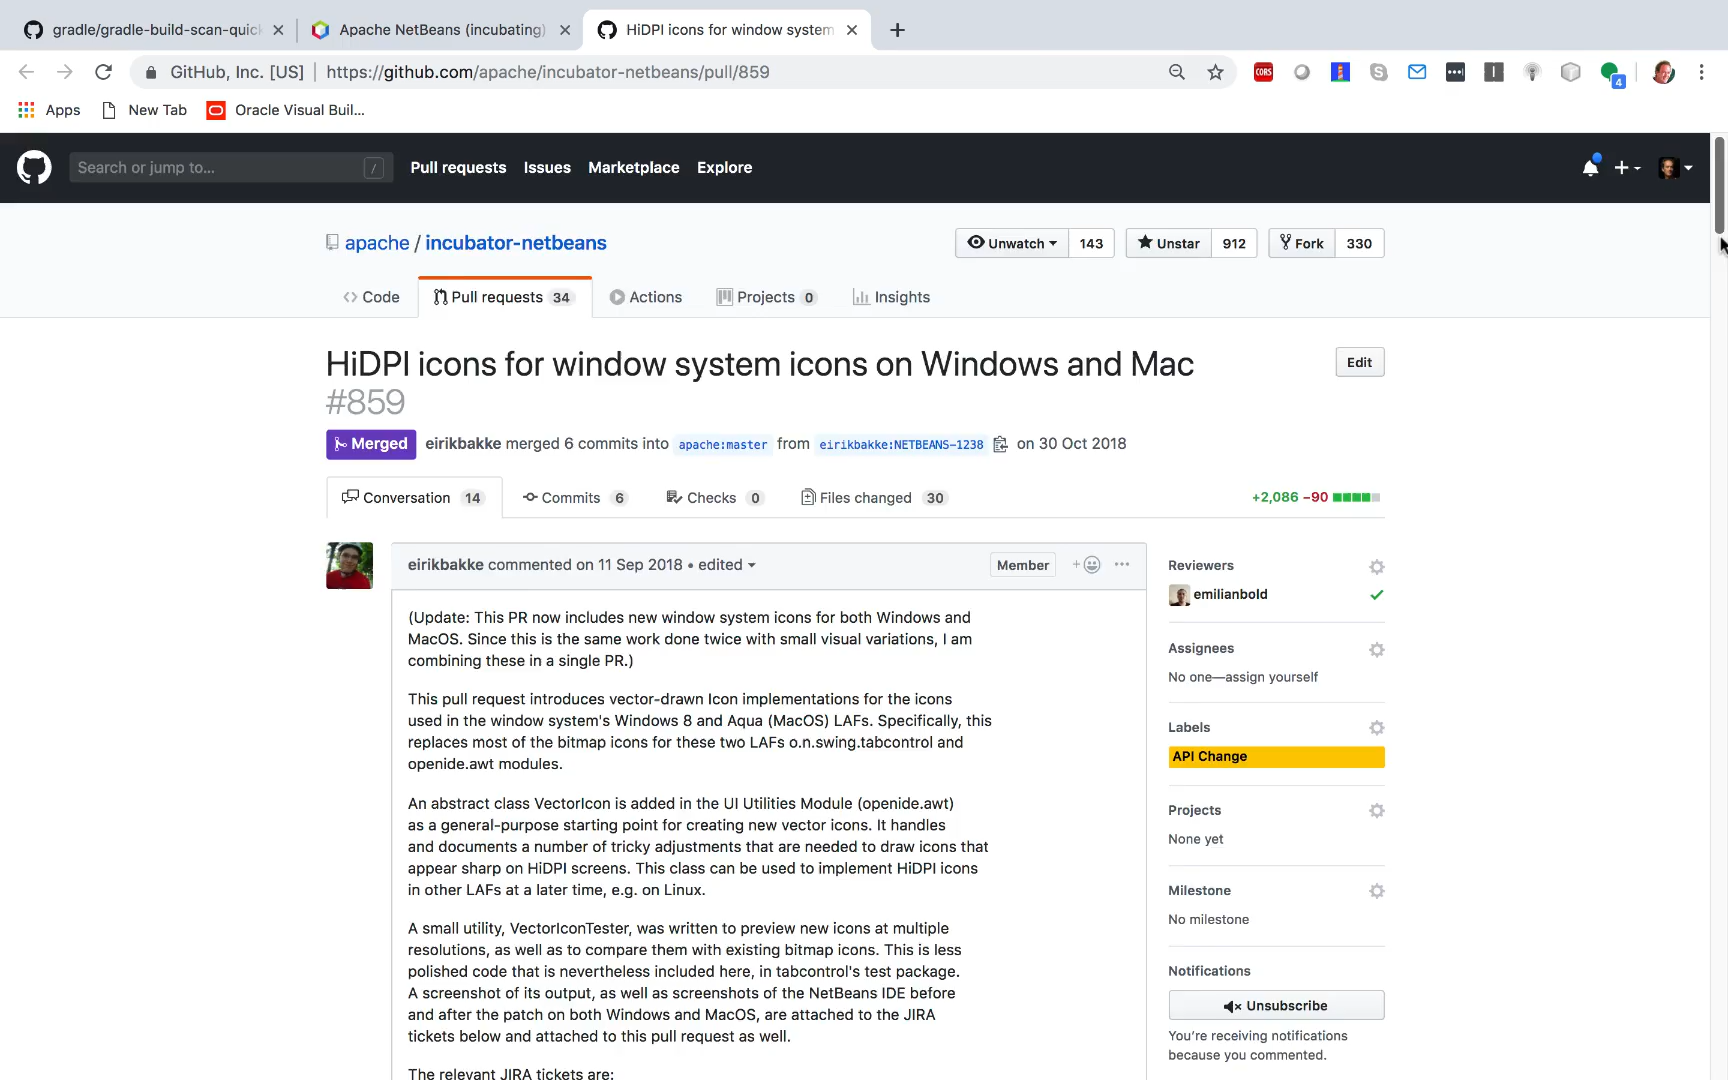 gradle/gradle-build-scan-quic
Apache NetBeans (incubating)
HiDPI icons for window system
GitHub, Inc. [US] | https://github.com/apache/incubator-netbeans/pull/859
CORS
4
Apps
New Tab
Oracle Visual Buil...
Search or jump to...
/
Pull requests
Issues
Marketplace
Explore
apache / incubator-netbeans
Unwatch
143
Unstar
912
Fork
330
Code
Pull requests 34
Actions
Projects 0
Insights
HiDPI icons for window system icons on Windows and Mac
#859
Edit
Merged
eirikbakke merged 6 commits into apache:master from eirikbakke:NETBEANS-1238 on 30 Oct 2018
Conversation 14
Commits 6
Checks 0
Files changed 30
+2,086 −90
eirikbakke commented on 11 Sep 2018 • edited
Member
(Update: This PR now includes new window system icons for both Windows and
MacOS. Since this is the same work done twice with small visual variations, I am
combining these in a single PR.)
This pull request introduces vector-drawn Icon implementations for the icons
used in the window system's Windows 8 and Aqua (MacOS) LAFs. Specifically, this
replaces most of the bitmap icons for these two LAFs o.n.swing.tabcontrol and
openide.awt modules.
An abstract class VectorIcon is added in the UI Utilities Module (openide.awt)
as a general-purpose starting point for creating new vector icons. It handles
and documents a number of tricky adjustments that are needed to draw icons that
appear sharp on HiDPI screens. This class can be used to implement HiDPI icons
in other LAFs at a later time, e.g. on Linux.
A small utility, VectorIconTester, was written to preview new icons at multiple
resolutions, as well as to compare them with existing bitmap icons. This is less
polished code that is nevertheless included here, in tabcontrol's test package.
A screenshot of its output, as well as screenshots of the NetBeans IDE before
and after the patch on both Windows and MacOS, are attached to the JIRA
tickets below and attached to this pull request as well.
The relevant JIRA tickets are:
Reviewers
emilianbold
Assignees
No one—assign yourself
Labels
API Change
Projects
None yet
Milestone
No milestone
Notifications
Unsubscribe
You're receiving notifications
because you commented.